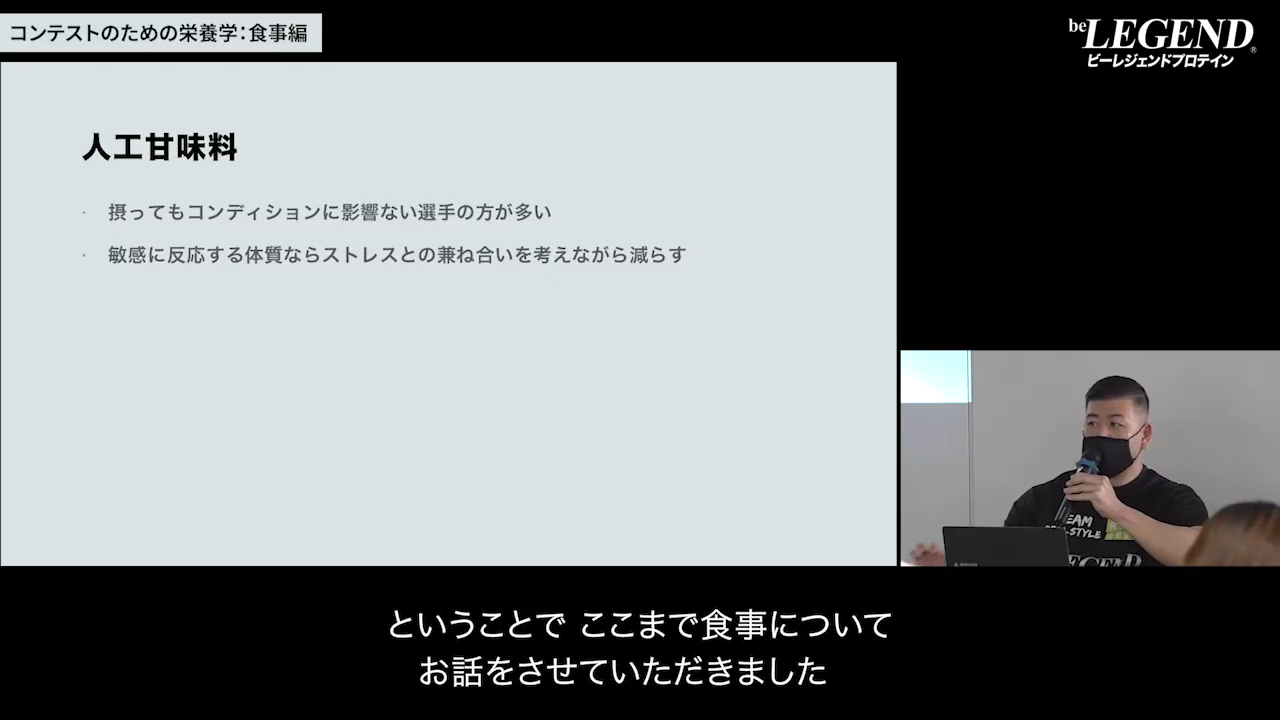 コンテストのための栄養学:食事編
be LEGEND®
ビーレジェンドプロテイン
人工甘味料
· 摂ってもコンディションに影響ない選手の方が多い
· 敏感に反応する体質ならストレスとの兼ね合いを考えながら減らす
STYLE
LEGEND
ということで ここまで食事について
お話をさせていただきました